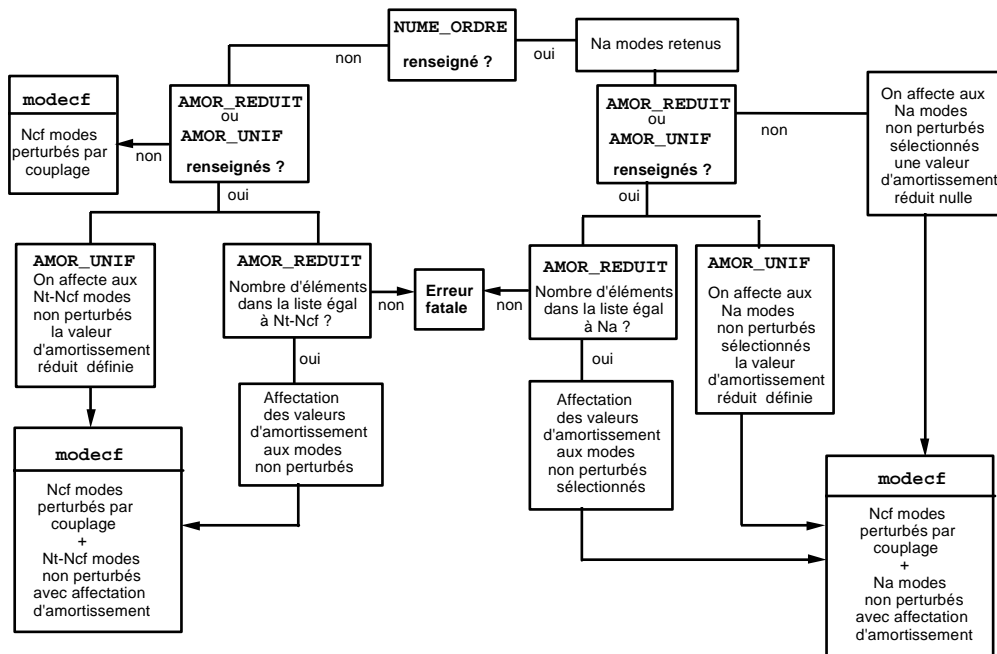 NUME_ORDRE
renseigné ?
non
oui
Na modes retenus
modecf
Ncf modes
perturbés par
couplage
non
AMOR_REDUIT
ou
AMOR_UNIF
renseignés ?
oui
AMOR_REDUIT
ou
AMOR_UNIF
renseignés ?
non
oui
On affecte aux
Na modes
non perturbés
sélectionnés
une valeur
d'amortissement
réduit nulle
AMOR_UNIF
On affecte aux
Nt-Ncf modes
non perturbés
la valeur
d'amortissement
réduit définie
AMOR_REDUIT
Nombre d'éléments
dans la liste égal
à Nt-Ncf ?
non
oui
Erreur
fatale
non
AMOR_REDUIT
Nombre d'éléments
dans la liste égal
à Na ?
oui
AMOR_UNIF
On affecte aux
Na modes
non perturbés
sélectionnés
la valeur
d'amortissement
réduit définie
Affectation
des valeurs
d'amortissement
aux modes
non perturbés
Affectation
des valeurs
d'amortissement
aux modes
non perturbés
sélectionnés
modecf
Ncf modes
perturbés par
couplage
+
Nt-Ncf modes
non perturbés
avec affectation
d'amortissement
modecf
Ncf modes
perturbés par
couplage
+
Na modes
non perturbés
avec affectation
d'amortissement